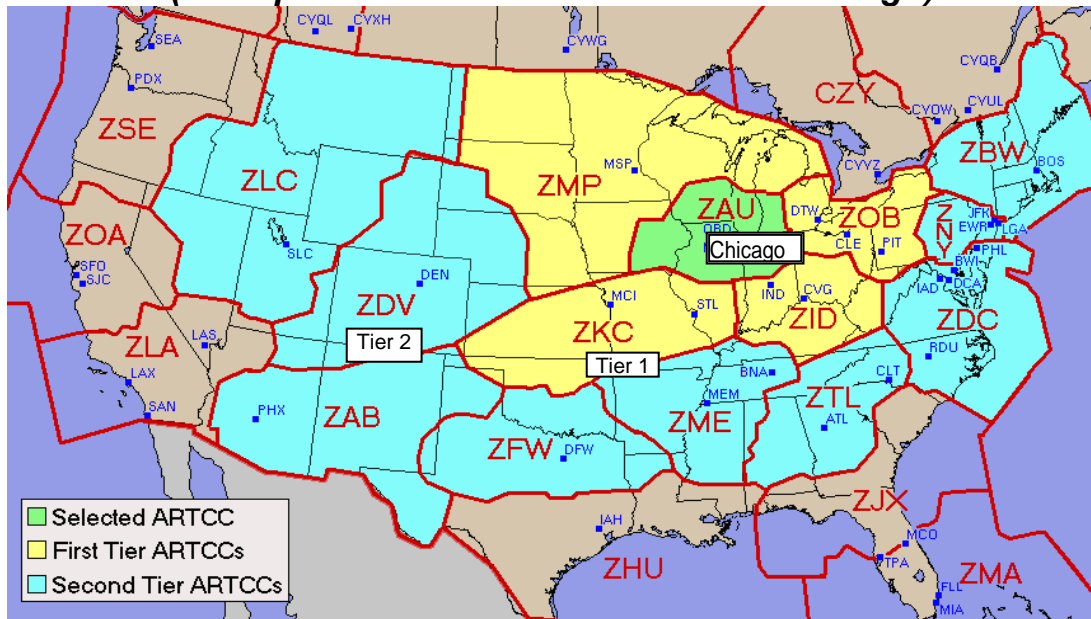 CYQL
CYXH
SEA
CYWG
CYQB
PDX
CZY
CYUL
CYOW
ZSE
ZBW
CYYZ
BOS
MSP
ZLC
ZMP
ZAU
DTW
ZOB
ZNY
JFK
EWR
LGA
ZOA
CLE
PIT
PHL
Chicago
SLC
BWI
SFO
SJC
DEN
IND
CVG
IAD
DCA
MCI
STL
ZDV
ZKC
ZID
ZDC
LAS
ZLA
Tier 2
Tier 1
RDU
BNA
LAX
CLT
MEM
ZTL
SAN
PHX
ZAB
ZME
ATL
ZFW
DFW
ZJX
Selected ARTCC
IAH
MCO
First Tier ARTCCs
TPA
ZHU
ZMA
Second Tier ARTCCs
FLL
MIA